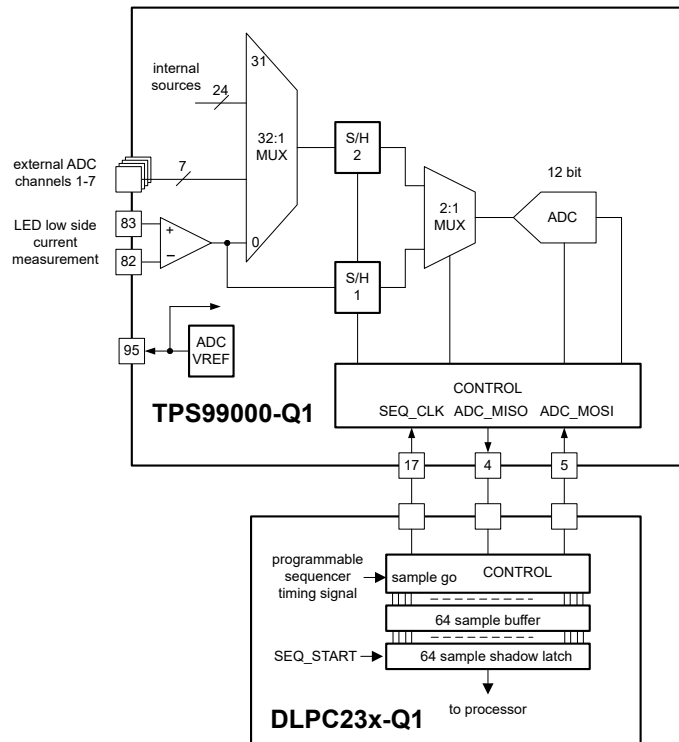 31
internal
sources
24
32:1
MUX
S/H
2
external ADC
channels 1-7
7
12 bit
2:1
MUX
ADC
LED low side
current
measurement
83
+
82
−
0
S/H
1
95
ADC
VREF
CONTROL
TPS99000-Q1
SEQ_CLK ADC_MISO ADC_MOSI
17
4
5
programmable
sequencer
timing signal
sample go
CONTROL
64 sample buffer
SEQ_START
64 sample shadow latch
to processor
DLPC23x-Q1